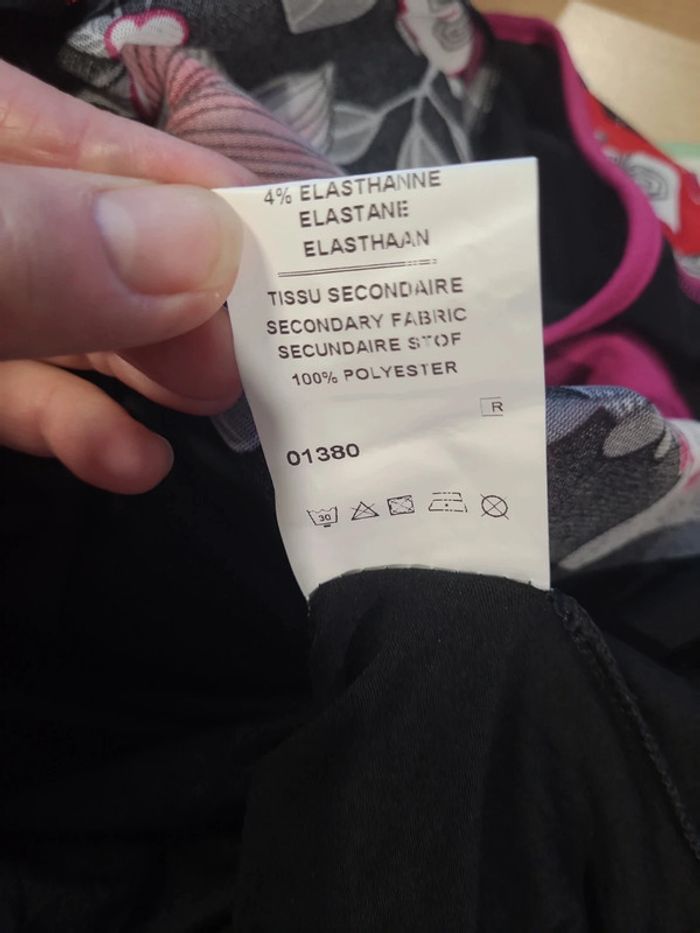 4% ELASTHANNE
ELASTANE
ELASTHAAN
TISSU SECONDAIRE
SECONDARY FABRIC
SECUNDAIRE STOF
100% POLYESTER
R
01380
30